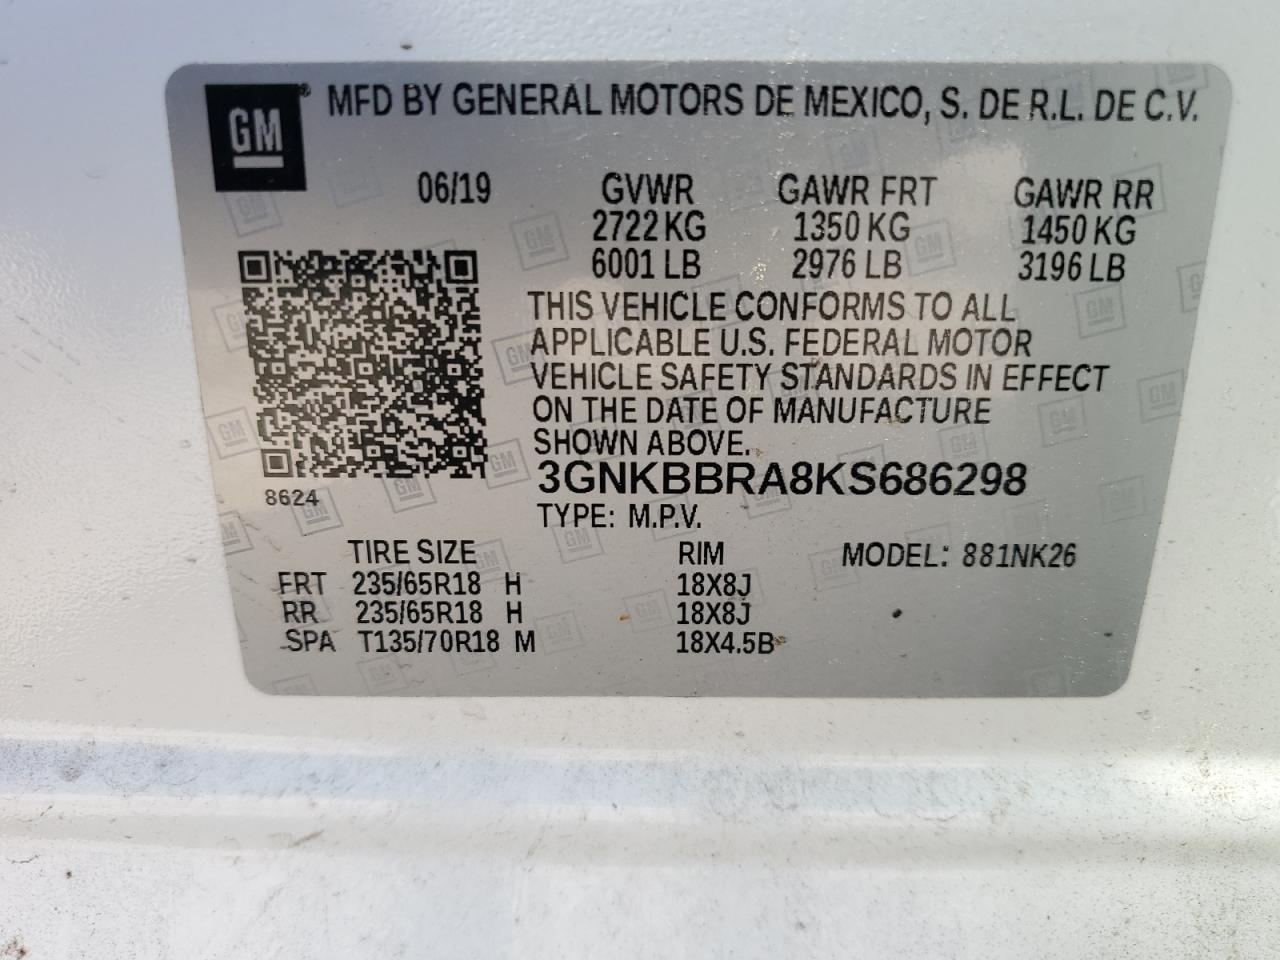 GM® MFD BY GENERAL MOTORS DE MEXICO, S. DE R.L. DE C.V.
06/19 GVWR GAWR FRT GAWR RR
2722 KG 1350 KG 1450 KG
6001 LB 2976 LB 3196 LB
THIS VEHICLE CONFORMS TO ALL
APPLICABLE U.S. FEDERAL MOTOR
VEHICLE SAFETY STANDARDS IN EFFECT
ON THE DATE OF MANUFACTURE
SHOWN ABOVE.
3GNKBBRA8KS686298
8624
TYPE: M.P.V.
TIRE SIZE RIM MODEL: 881NK26
FRT 235/65R18 H 18X8J
RR 235/65R18 H 18X8J
SPA T135/70R18 M 18X4.5B